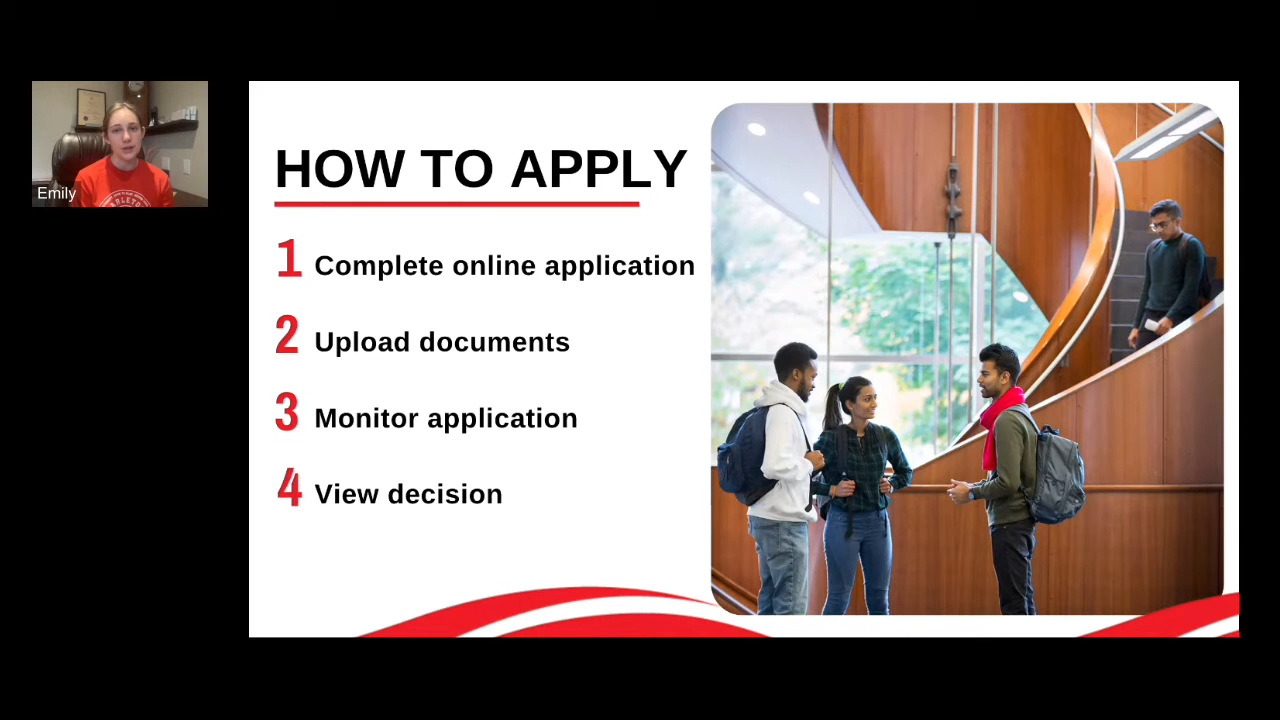 Emily
HOW TO APPLY
1 Complete online application
2 Upload documents
3 Monitor application
4 View decision